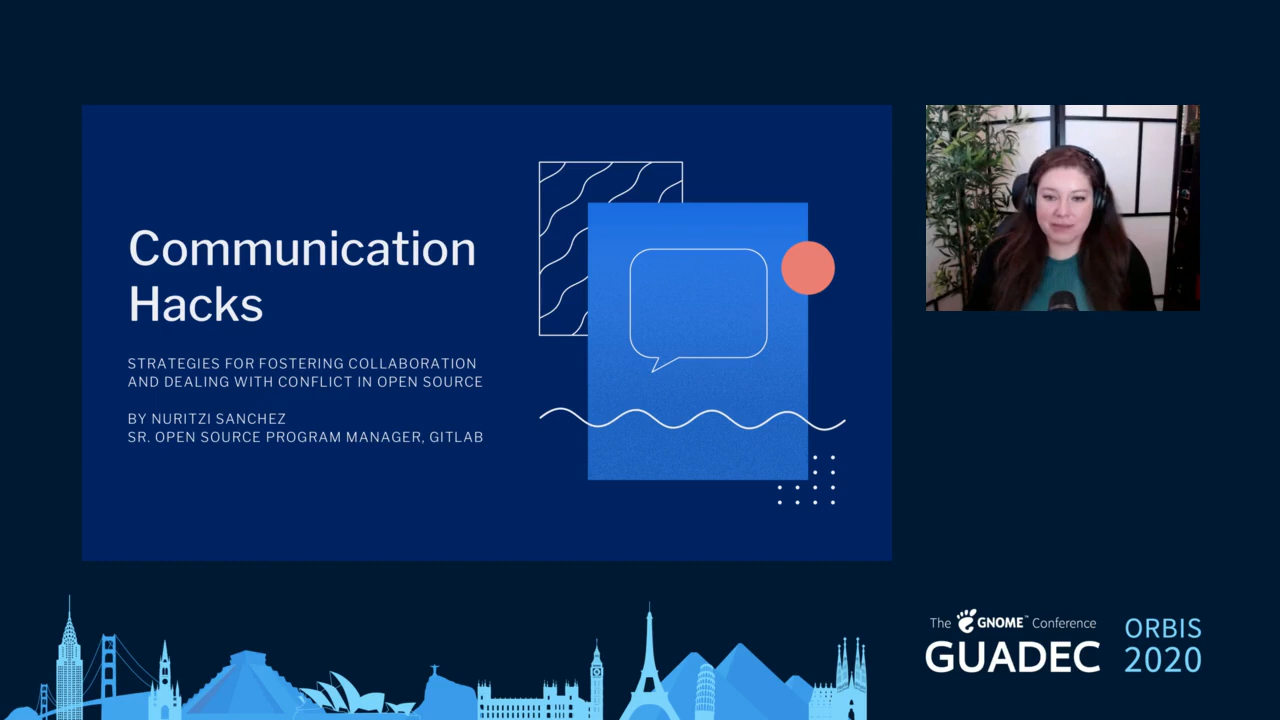 Communication
Hacks
STRATEGIES FOR FOSTERING COLLABORATION
AND DEALING WITH CONFLICT IN OPEN SOURCE
BY NURITZI SANCHEZ
SR. OPEN SOURCE PROGRAM MANAGER, GITLAB
The GNOME™ Conference
GUADEC
ORBIS
2020